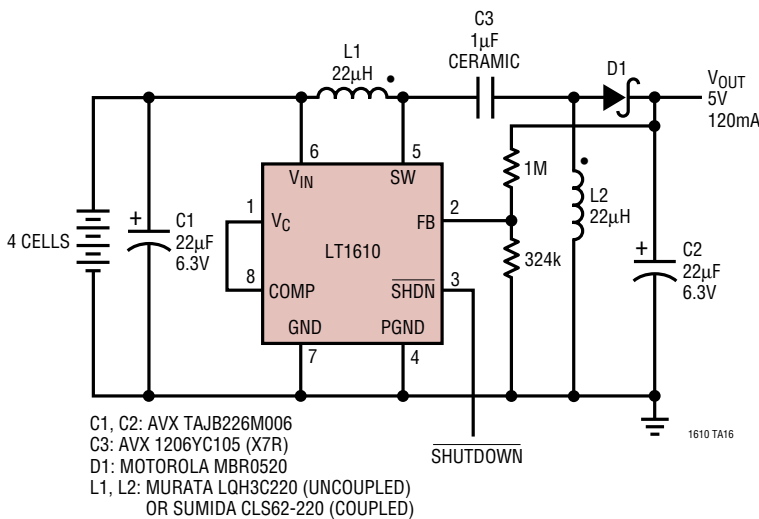 C3
1µF
CERAMIC
L1
22µH
D1
VOUT
5V
120mA
6
5
VIN
SW
1M
L2
22µH
1
VC
2
FB
4 CELLS
+
C1
22µF
6.3V
LT1610
324k
+
C2
22µF
6.3V
8
COMP
3
SHDN
GND
PGND
7
4
C1, C2: AVX TAJB226M006
C3: AVX 1206YC105 (X7R)
D1: MOTOROLA MBR0520
L1, L2: MURATA LQH3C220 (UNCOUPLED)
OR SUMIDA CLS62-220 (COUPLED)
SHUTDOWN
1610 TA16